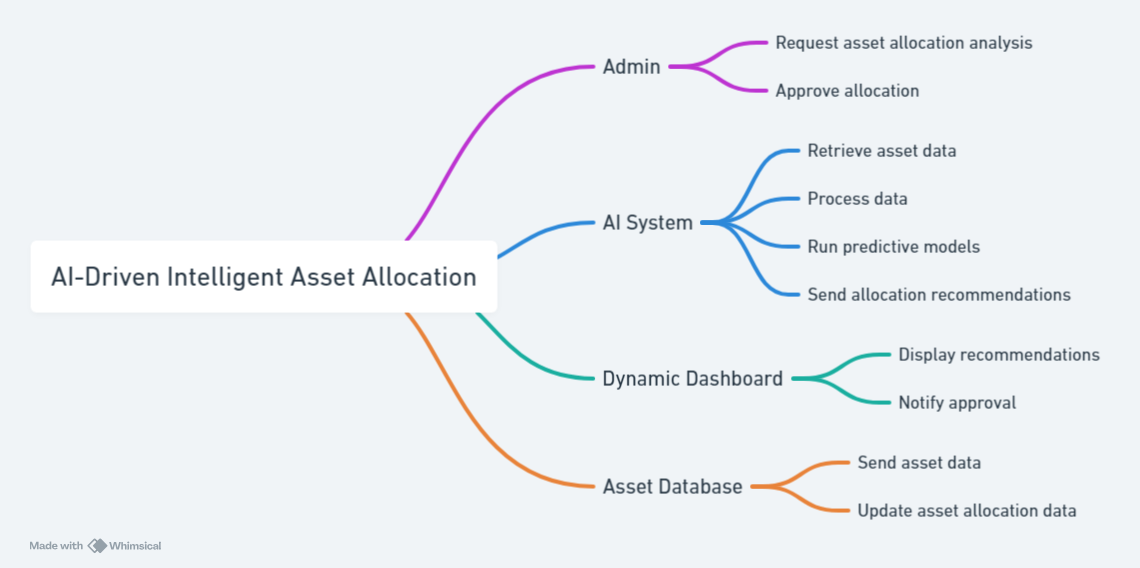 AI-Driven Intelligent Asset Allocation
Admin
Request asset allocation analysis
Approve allocation
AI System
Retrieve asset data
Process data
Run predictive models
Send allocation recommendations
Dynamic Dashboard
Display recommendations
Notify approval
Asset Database
Send asset data
Update asset allocation data
Made with Whimsical